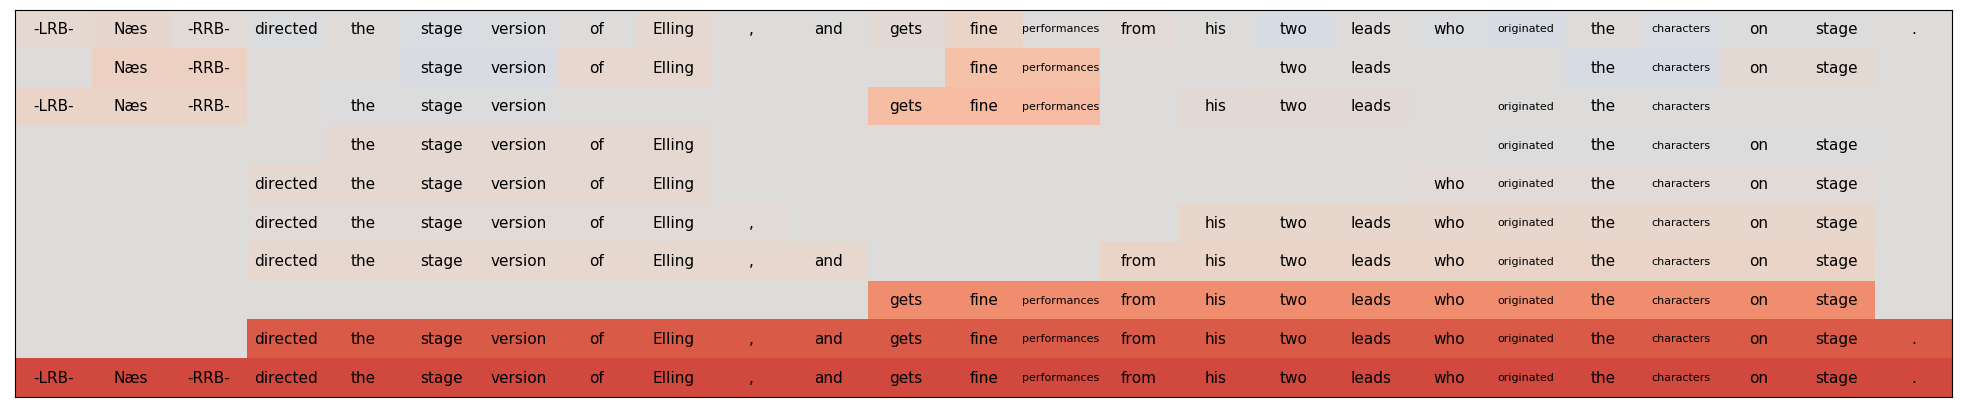 -LRB- Næs -RRB- directed the stage version of Elling , and gets fine performances from his two leads who originated the characters on stage .
Næs -RRB- stage version of Elling fine performances two leads the characters on stage
-LRB- Næs -RRB- the stage version gets fine performances his two leads originated the characters
the stage version of Elling originated the characters on stage
directed the stage version of Elling who originated the characters on stage
directed the stage version of Elling , his two leads who originated the characters on stage
directed the stage version of Elling , and from his two leads who originated the characters on stage
gets fine performances from his two leads who originated the characters on stage
directed the stage version of Elling , and gets fine performances from his two leads who originated the characters on stage .
-LRB- Næs -RRB- directed the stage version of Elling , and gets fine performances from his two leads who originated the characters on stage .